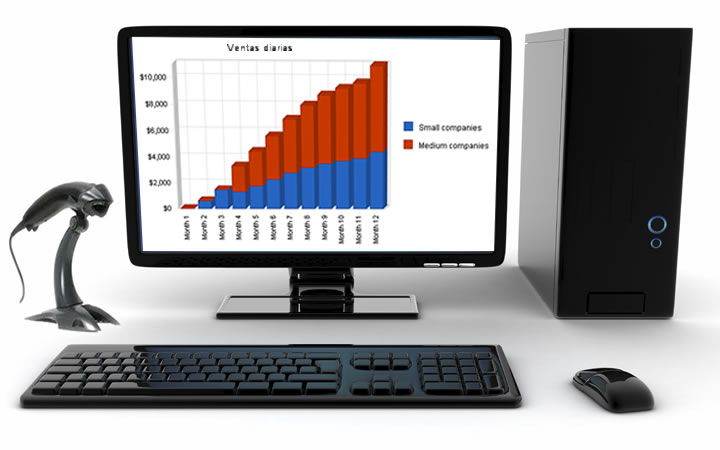 Ventas diarias
$10,000
$8,000
$6,000
$4,000
$2,000
$0
Month 1
Month 2
Month 3
Month 4
Month 5
Month 6
Month 7
Month 8
Month 9
Month 10
Month 11
Month 12
Small companies
Medium companies